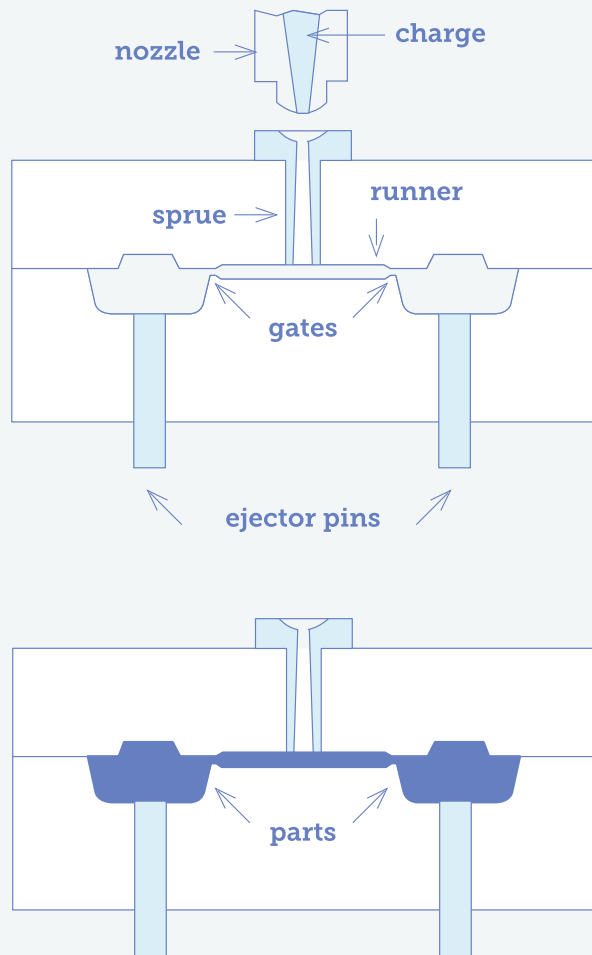 charge
nozzle
runner
sprue
gates
ejector pins
parts